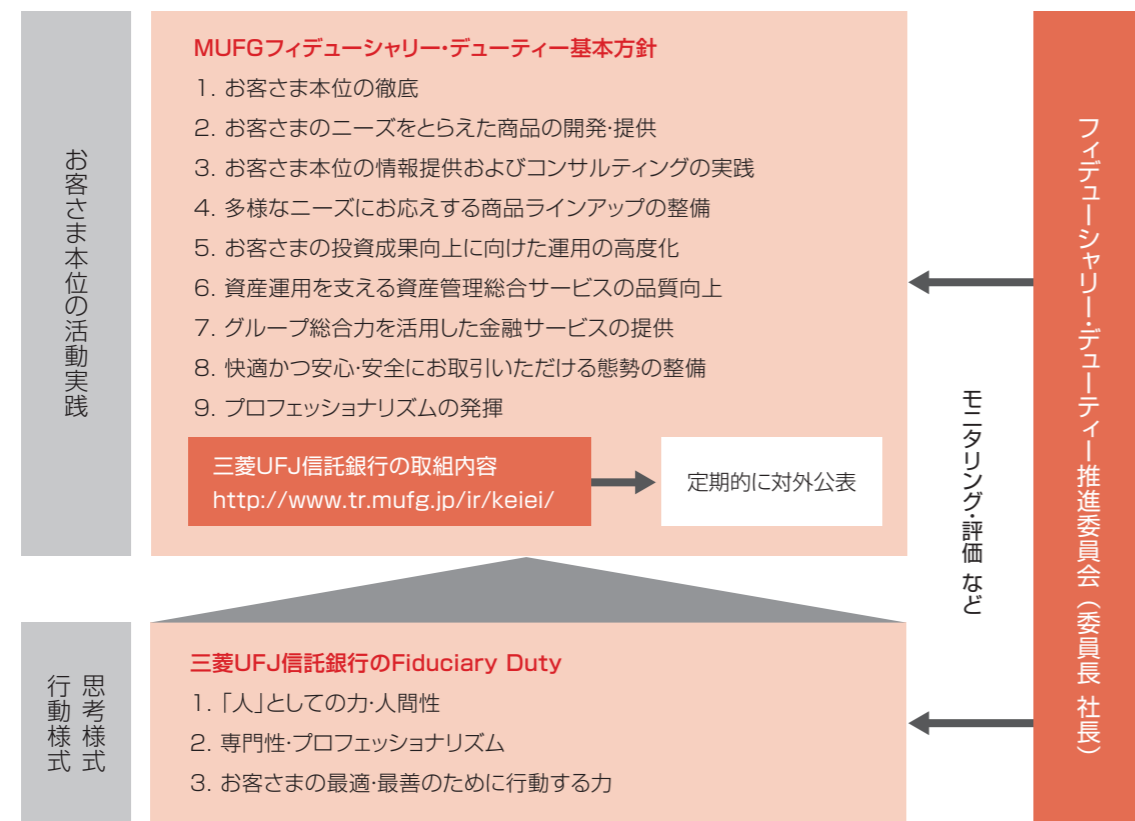 お客さま本位の活動実践
MUFGフィデューシャリー・デューティー基本方針
1. お客さま本位の徹底
2. お客さまのニーズをとらえた商品の開発・提供
3. お客さま本位の情報提供およびコンサルティングの実践
4. 多様なニーズにお応えする商品ラインアップの整備
5. お客さまの投資成果向上に向けた運用の高度化
6. 資産運用を支える資産管理総合サービスの品質向上
7. グループ総合力を活用した金融サービスの提供
8. 快適かつ安心・安全にお取引いただける態勢の整備
9. プロフェッショナリズムの発揮
三菱UFJ信託銀行の取組内容
http://www.tr.mufg.jp/ir/keiei/
定期的に対外公表
思考様式
行動様式
三菱UFJ信託銀行のFiduciary Duty
1. 「人」としての力・人間性
2. 専門性・プロフェッショナリズム
3. お客さまの最適・最善のために行動する力
モニタリング・評価 など
フィデューシャリー・デューティー推進委員会（委員長 社長）